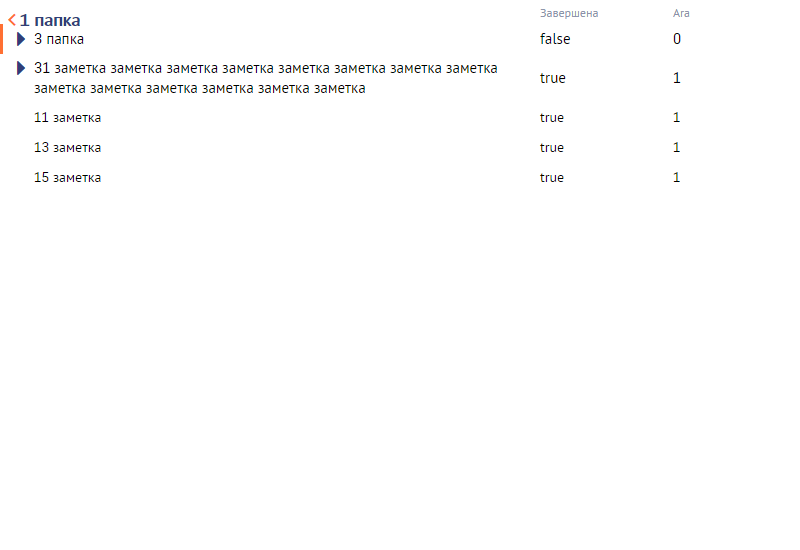 1 папка Завершена Ага
3 папка false 0
31 заметка заметка заметка заметка заметка заметка заметка заметка
заметка заметка заметка заметка заметка заметка true 1
11 заметка true 1
13 заметка true 1
15 заметка true 1